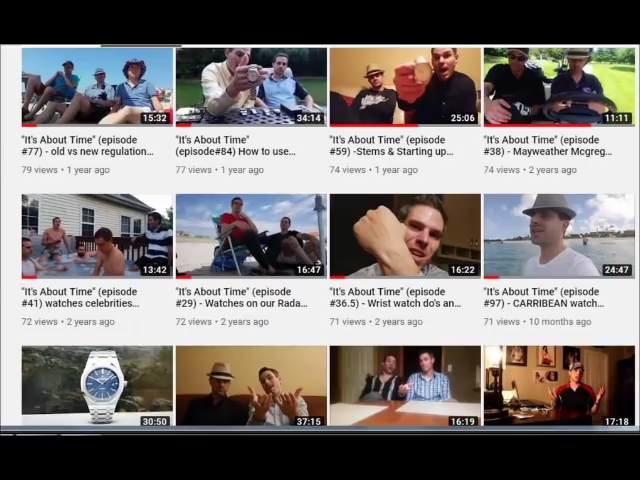 15:32
34:14
25:06
11:11
"It's About Time" (episode
#77) - old vs new regulation...
79 views • 1 year ago
"It's About Time"
(episode#84) How to use...
77 views • 1 year ago
"It's About Time" (episode
#59) -Stems & Starting up...
74 views • 1 year ago
"It's About Time" (episode
#38) - Mayweather Mcgreg...
74 views • 2 years ago
13:42
16:47
16:22
24:47
"It's About Time" (episode
#41) watches celebrities...
72 views • 2 years ago
"It's About Time" (episode
#29) - Watches on our Rada...
72 views • 2 years ago
"It's About Time" (episode
#36.5) - Wrist watch do's an...
71 views • 2 years ago
"It's About Time" (episode
#97) - CARRIBEAN watch...
71 views • 10 months ago
30:50
37:15
16:19
17:18